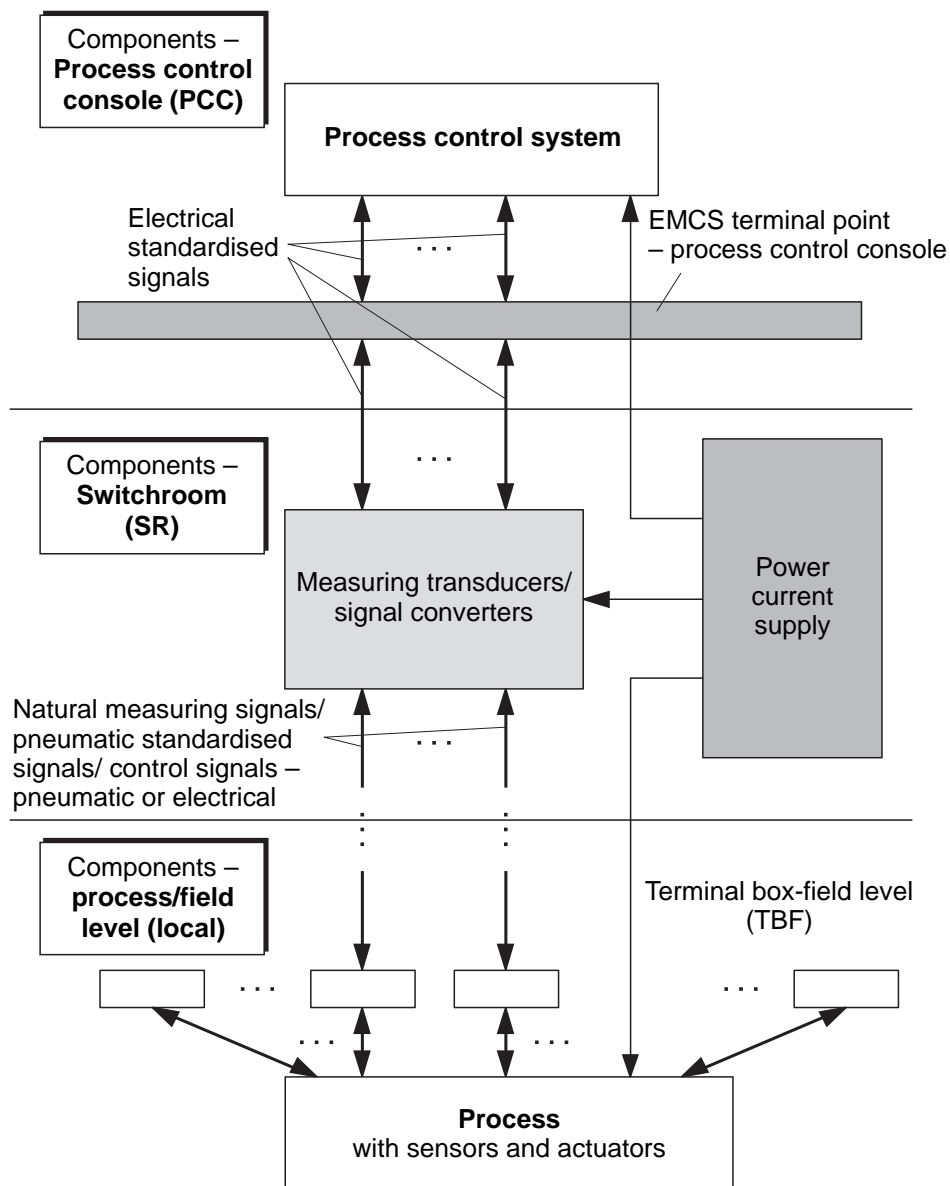 Components –
Process control
console (PCC)
Process control system
Electrical
standardised
signals
. . .
EMCS terminal point
– process control console
Components –
Switchroom
(SR)
. . .
Measuring transducers/
signal converters
Power
current
supply
Natural measuring signals/
pneumatic standardised
signals/ control signals –
pneumatic or electrical
. . .
Components –
process/field
level (local)
Terminal box-field level
(TBF)
. . .
. . .
. . .
. . .
Process
with sensors and actuators